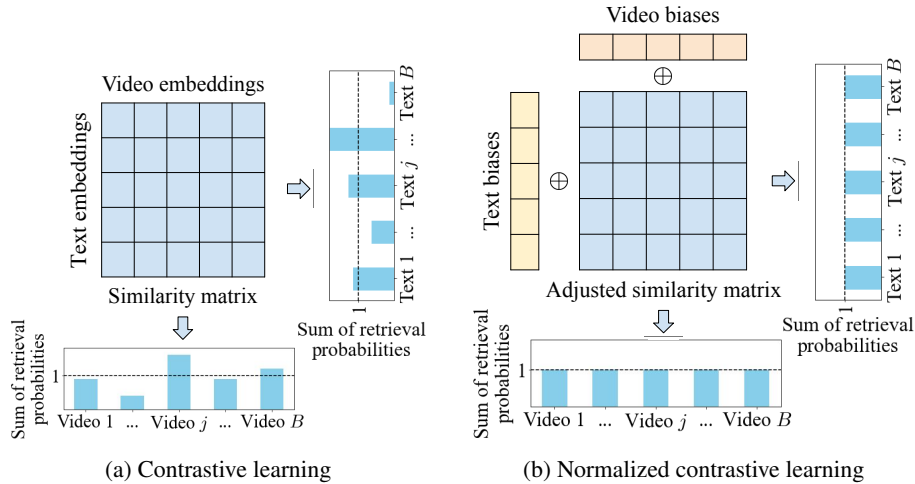 Video embeddings
Text embeddings
Similarity matrix
Text B
...
Text j
...
Text 1
1
Sum of retrieval
probabilities
Sum of retrieval
probabilities
1
Video 1
...
Video j
...
Video B
(a) Contrastive learning
Video biases
Text biases
Adjusted similarity matrix
Text B
...
Text j
...
Text 1
1
Sum of retrieval
probabilities
Sum of retrieval
probabilities
1
Video 1
...
Video j
...
Video B
(b) Normalized contrastive learning